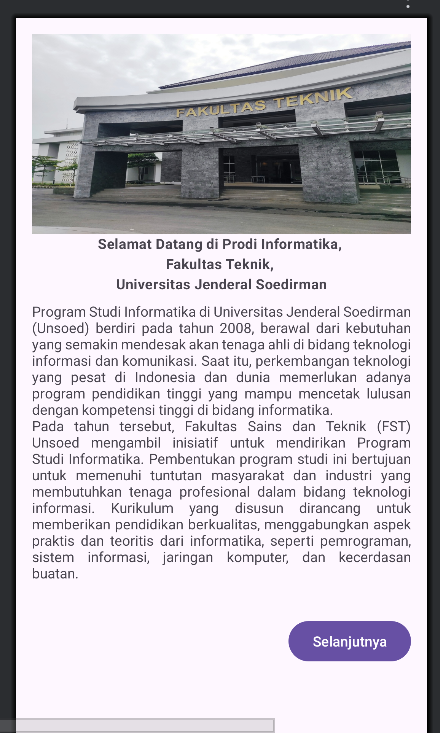 FAKULTAS TEKNIK
Selamat Datang di Prodi Informatika,
Fakultas Teknik,
Universitas Jenderal Soedirman
Program Studi Informatika di Universitas Jenderal Soedirman
(Unsoed) berdiri pada tahun 2008, berawal dari kebutuhan
yang semakin mendesak akan tenaga ahli di bidang teknologi
informasi dan komunikasi. Saat itu, perkembangan teknologi
yang pesat di Indonesia dan dunia memerlukan adanya
program pendidikan tinggi yang mampu mencetak lulusan
dengan kompetensi tinggi di bidang informatika.
Pada tahun tersebut, Fakultas Sains dan Teknik (FST)
Unsoed mengambil inisiatif untuk mendirikan Program
Studi Informatika. Pembentukan program studi ini bertujuan
untuk memenuhi tuntutan masyarakat dan industri yang
membutuhkan tenaga profesional dalam bidang teknologi
informasi. Kurikulum yang disusun dirancang untuk
memberikan pendidikan berkualitas, menggabungkan aspek
praktis dan teoritis dari informatika, seperti pemrograman,
sistem informasi, jaringan komputer, dan kecerdasan
buatan.
Selanjutnya